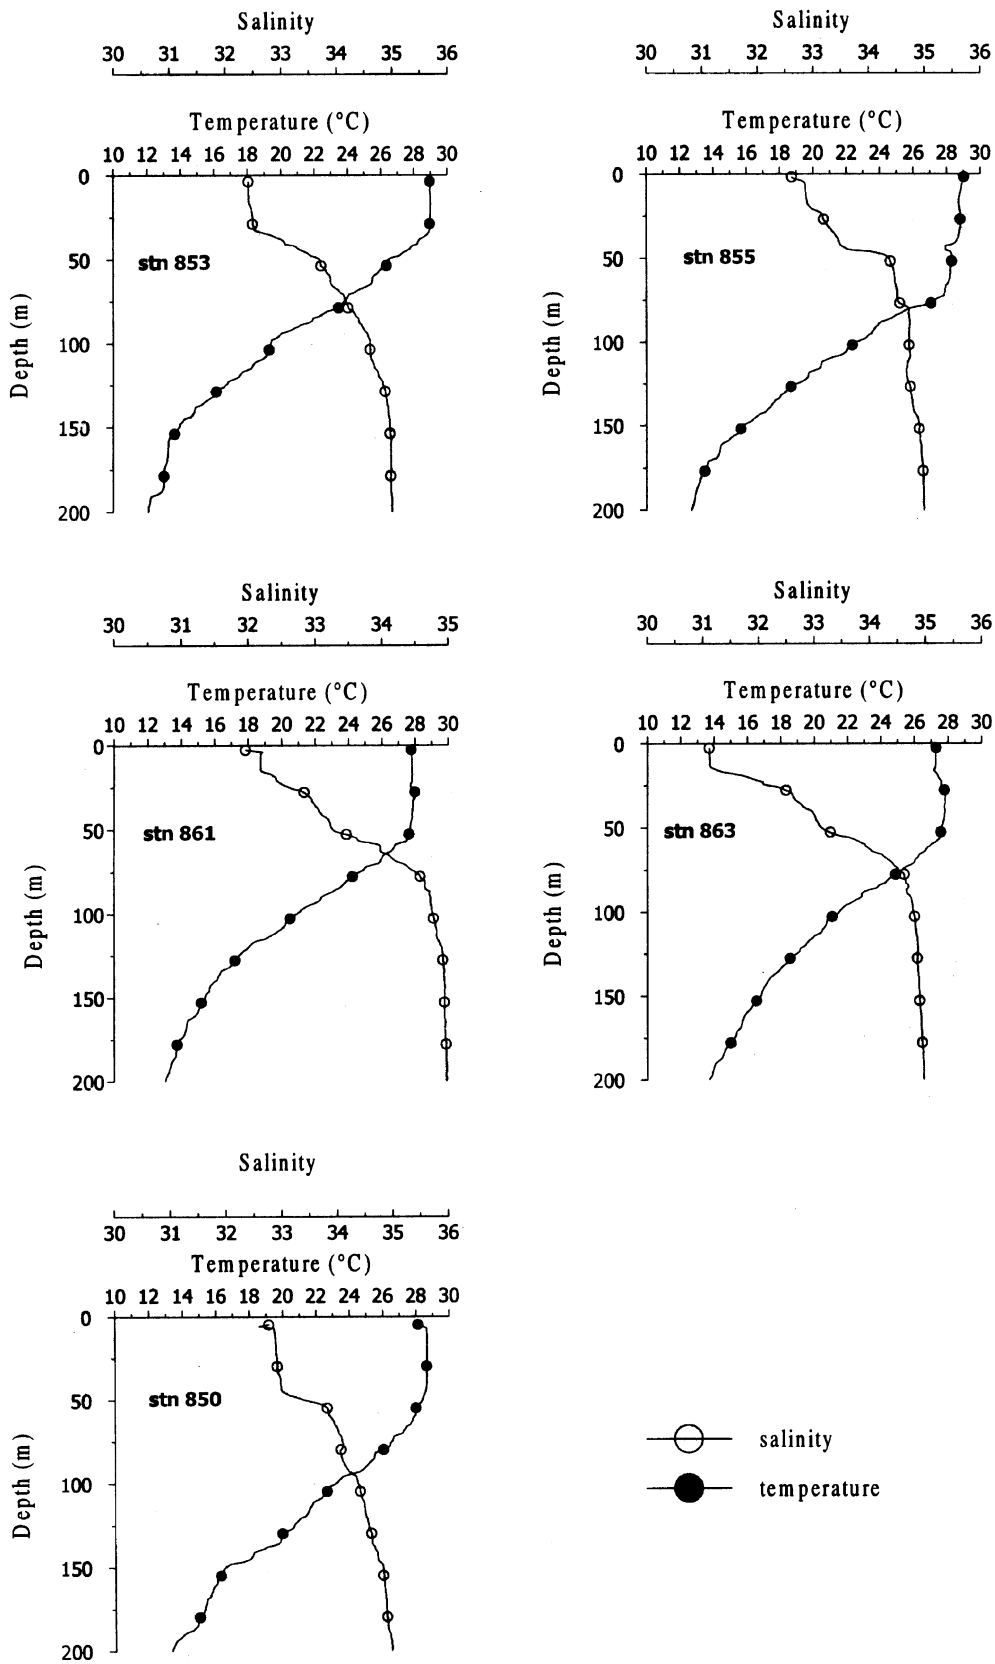 Salinity
30 31 32 33 34 35 36
Temperature (°C)
10 12 14 16 18 20 22 24 26 28 30
0
50
100
150
200
Depth (m)
stn 853
Salinity
30 31 32 33 34 35 36
Temperature (°C)
10 12 14 16 18 20 22 24 26 28 30
0
50
100
150
200
Depth (m)
stn 855
Salinity
30 31 32 33 34 35
Temperature (°C)
10 12 14 16 18 20 22 24 26 28 30
0
50
100
150
200
Depth (m)
stn 861
Salinity
30 31 32 33 34 35 36
Temperature (°C)
10 12 14 16 18 20 22 24 26 28 30
0
50
100
150
200
Depth (m)
stn 863
Salinity
30 31 32 33 34 35 36
Temperature (°C)
10 12 14 16 18 20 22 24 26 28 30
0
50
100
150
200
Depth (m)
stn 850
salinity
temperature